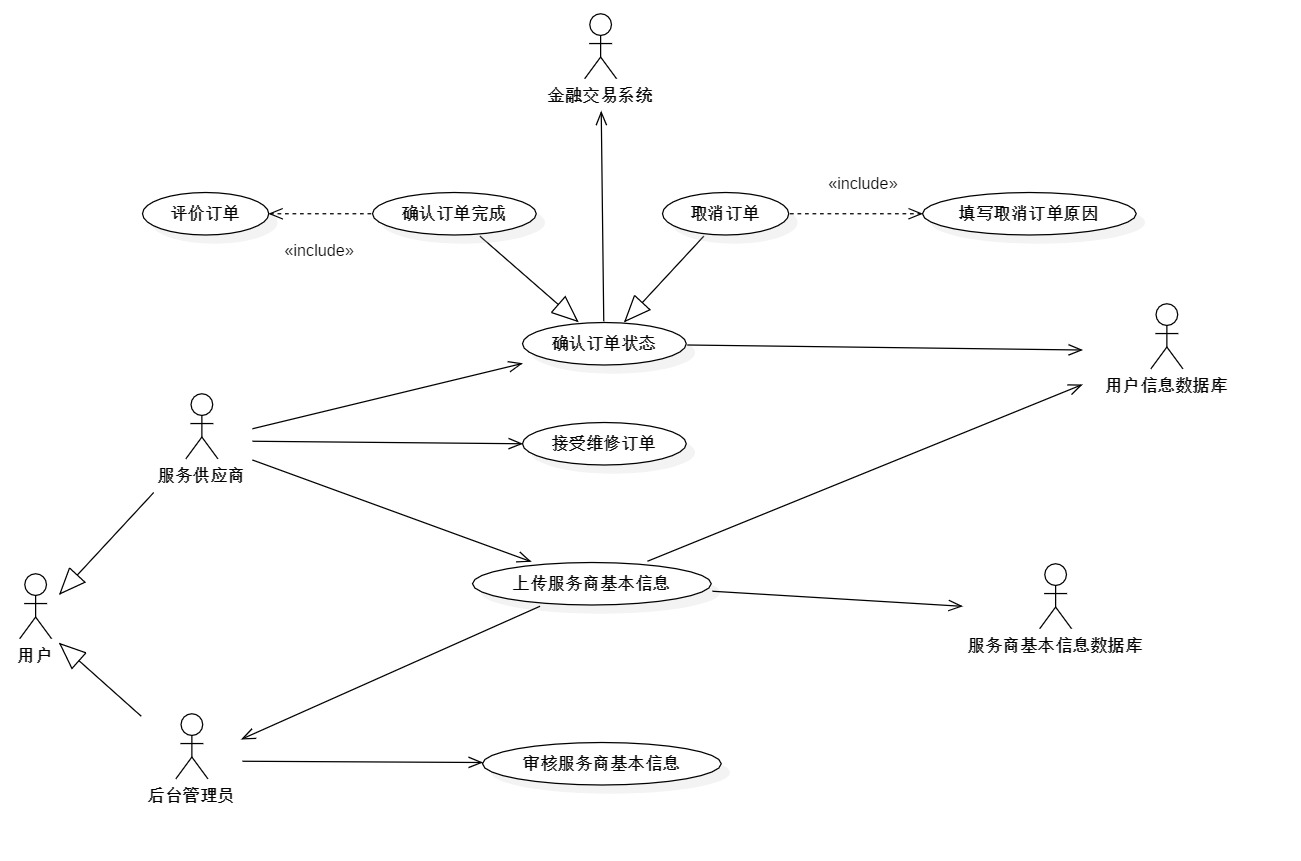 金融交易系统
«include»
评价订单
确认订单完成
取消订单
填写取消订单原因
«include»
确认订单状态
用户信息数据库
接受维修订单
服务供应商
上传服务商基本信息
服务商基本信息数据库
用户
审核服务商基本信息
后台管理员